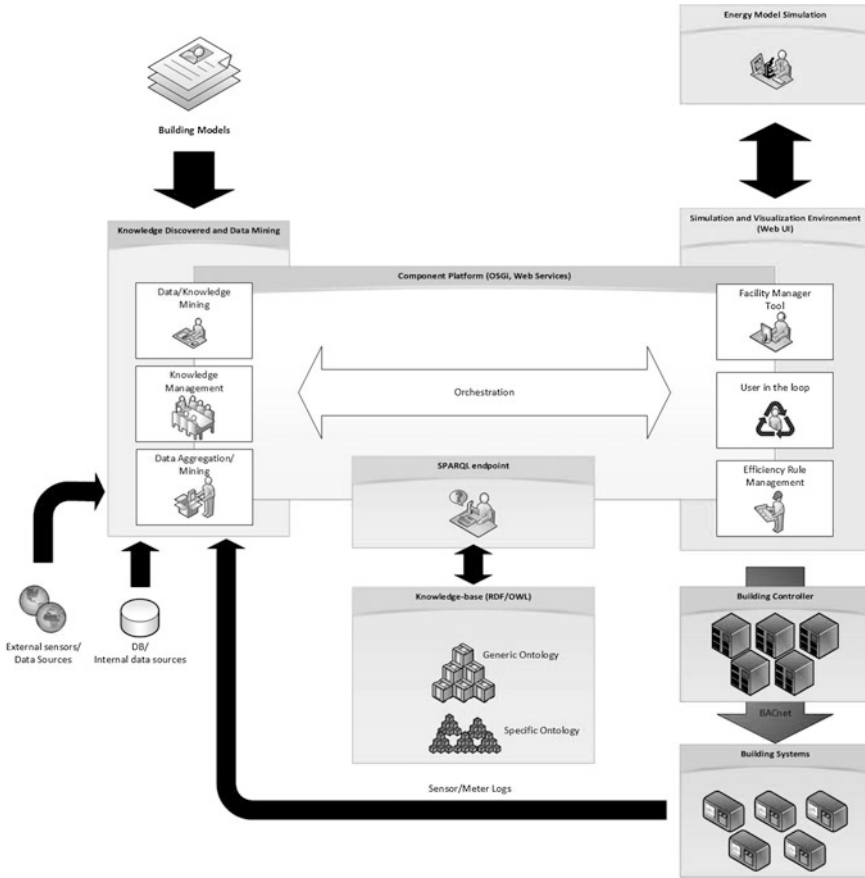 Energy Model Simulation
Building Models
Knowledge Discovered and Data Mining
Simulation and Visualization Environment
(Web UI)
Component Platform (OSGi, Web Services)
Data/Knowledge
Mining
Facility Manager
Tool
Knowledge
Management
Orchestration
User in the loop
Data Aggregation/
Mining
SPARQL endpoint
Efficiency Rule
Management
External sensors/
Data Sources
DB/
Internal data sources
Knowledge-base (RDF/OWL)
Generic Ontology
Specific Ontology
Building Controller
BACnet
Building Systems
Sensor/Meter Logs